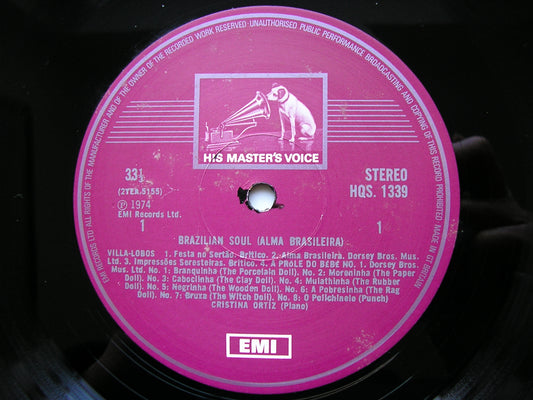 EMI RECORDS LTD·ALL RIGHTS OF THE MANUFACTURER AND OF THE OWNER OF THE RECORDED WORK RESERVED·UNAUTHORISED PUBLIC PERFORMANCE BROADCASTING AND COPYING OF THIS RECORD PROHIBITED·MADE IN GT. BRITAIN
HIS MASTER'S VOICE
33⅓ STEREO
(2YEA.5155) HQS. 1339
Ⓟ 1974
EMI Records Ltd.
1 1
BRAZILIAN SOUL (ALMA BRASILEIRA)
VILLA-LOBOS 1. Festa no Sertão. Britico. 2. Alma Brasileira. Dorsey Bros. Mus.
Ltd. 3. Impressões Seresteiras. Britico. 4. A PROLE DO BEBÉ NO. 1. Dorsey Bros.
Mus. Ltd. No. 1: Branquinha (The Porcelain Doll). No. 2: Moreninha (The Paper
Doll). No. 3: Caboclinha (The Clay Doll). No. 4: Mulathinha (The Rubber
Doll). No. 5: Negrinha (The Wooden Doll). No. 6: A Pobresinha (The Rag
Doll). No. 7: Bruxa (The Witch Doll). No. 8: O Polichinelo (Punch)
CRISTINA ORTIZ (Piano)
EMI